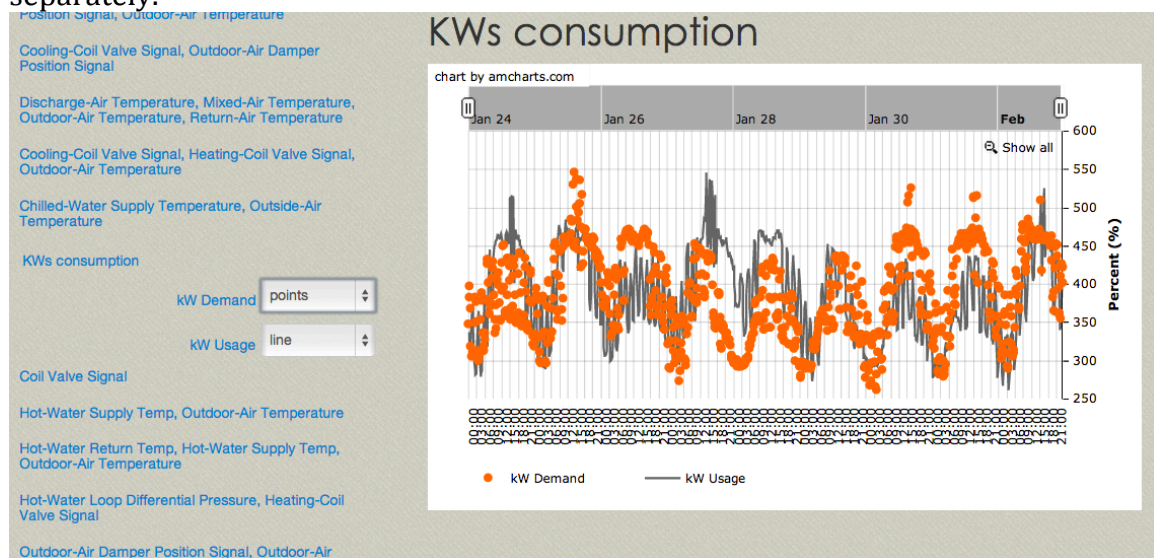 separately.
Position Signal, Outdoor-Air Temperature
Cooling-Coil Valve Signal, Outdoor-Air Damper
Position Signal
Discharge-Air Temperature, Mixed-Air Temperature,
Outdoor-Air Temperature, Return-Air Temperature
Cooling-Coil Valve Signal, Heating-Coil Valve Signal,
Outdoor-Air Temperature
Chilled-Water Supply Temperature, Outside-Air
Temperature
KWs consumption
kW Demand points
kW Usage line
Coil Valve Signal
Hot-Water Supply Temp, Outdoor-Air Temperature
Hot-Water Return Temp, Hot-Water Supply Temp,
Outdoor-Air Temperature
Hot-Water Loop Differential Pressure, Heating-Coil
Valve Signal
Outdoor-Air Damper Position Signal, Outdoor-Air
KWs consumption
chart by amcharts.com
Jan 24 Jan 26 Jan 28 Jan 30 Feb
Show all
600
550
500
450
400
350
300
250
Percent (%)
00:00
03:00
kW Demand kW Usage